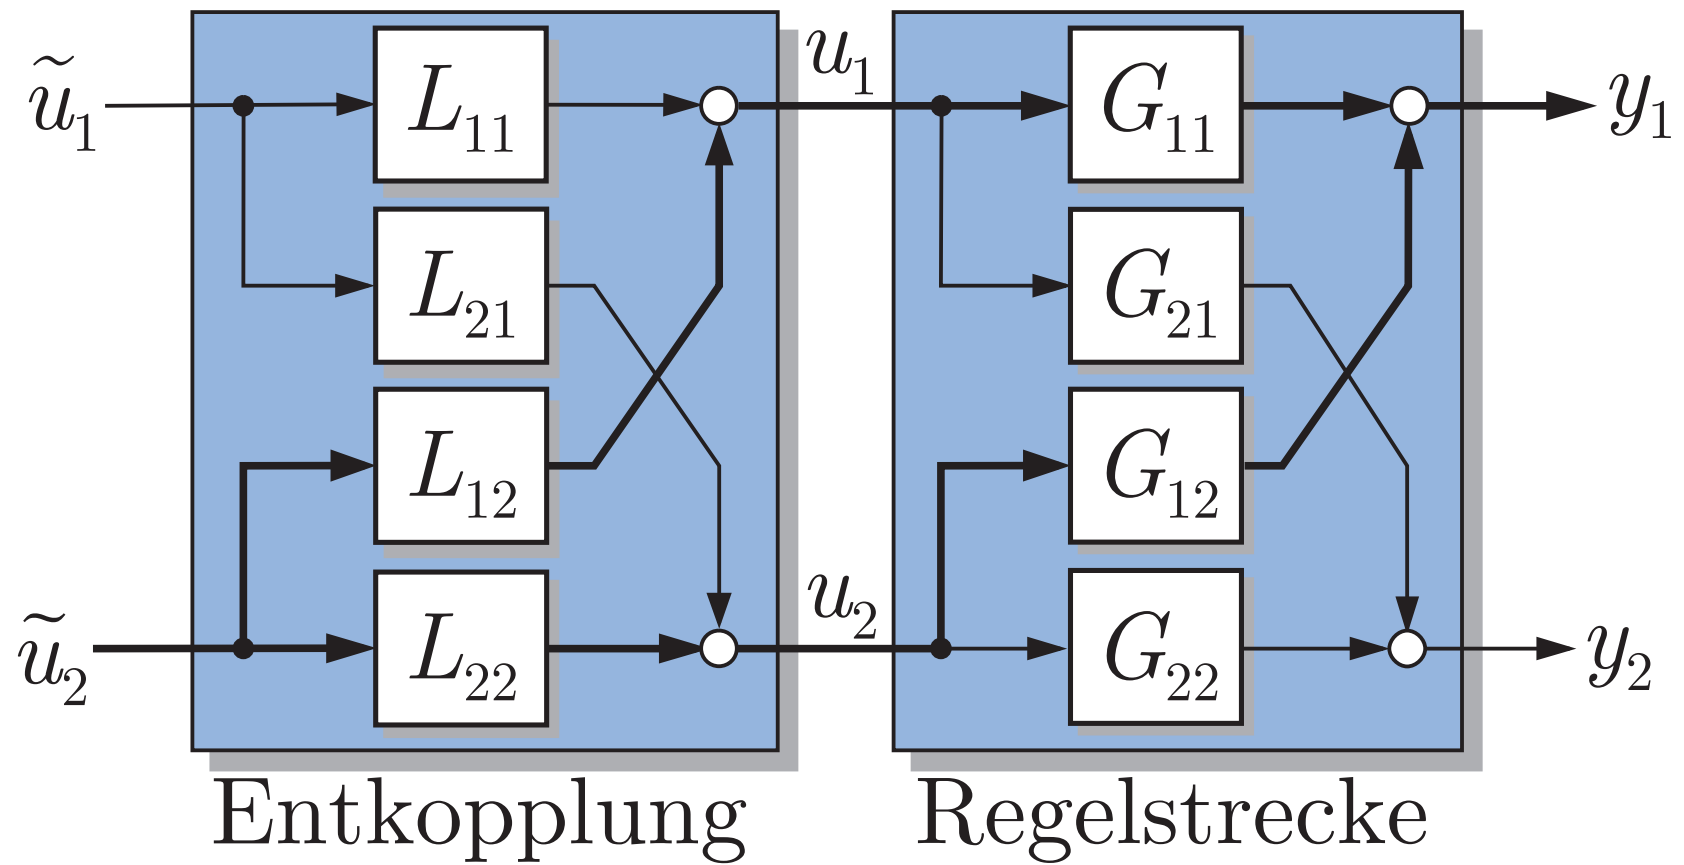 ũ₁
L₁₁
L₂₁
L₁₂
L₂₂
ũ₂
u₁
u₂
G₁₁
G₂₁
G₁₂
G₂₂
y₁
y₂
Entkopplung
Regelstrecke